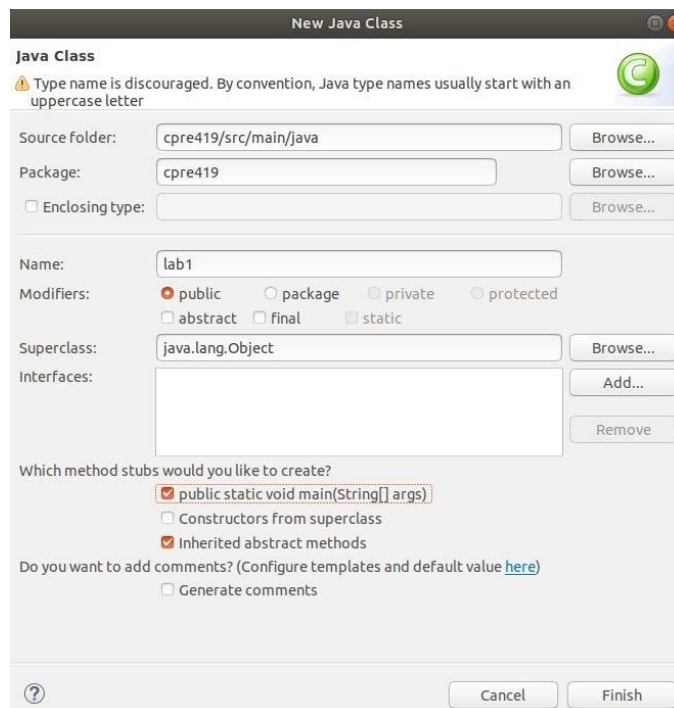 New Java Class
Java Class
Type name is discouraged. By convention, Java type names usually start with an
uppercase letter
C
Source folder: cpre419/src/main/java Browse...
Package: cpre419 Browse...
Enclosing type: Browse...
Name: lab1
Modifiers: public package private protected
abstract final static
Superclass: java.lang.Object Browse...
Interfaces: Add...
Remove
Which method stubs would you like to create?
public static void main(String[] args)
Constructors from superclass
Inherited abstract methods
Do you want to add comments? (Configure templates and default value here)
Generate comments
? Cancel Finish